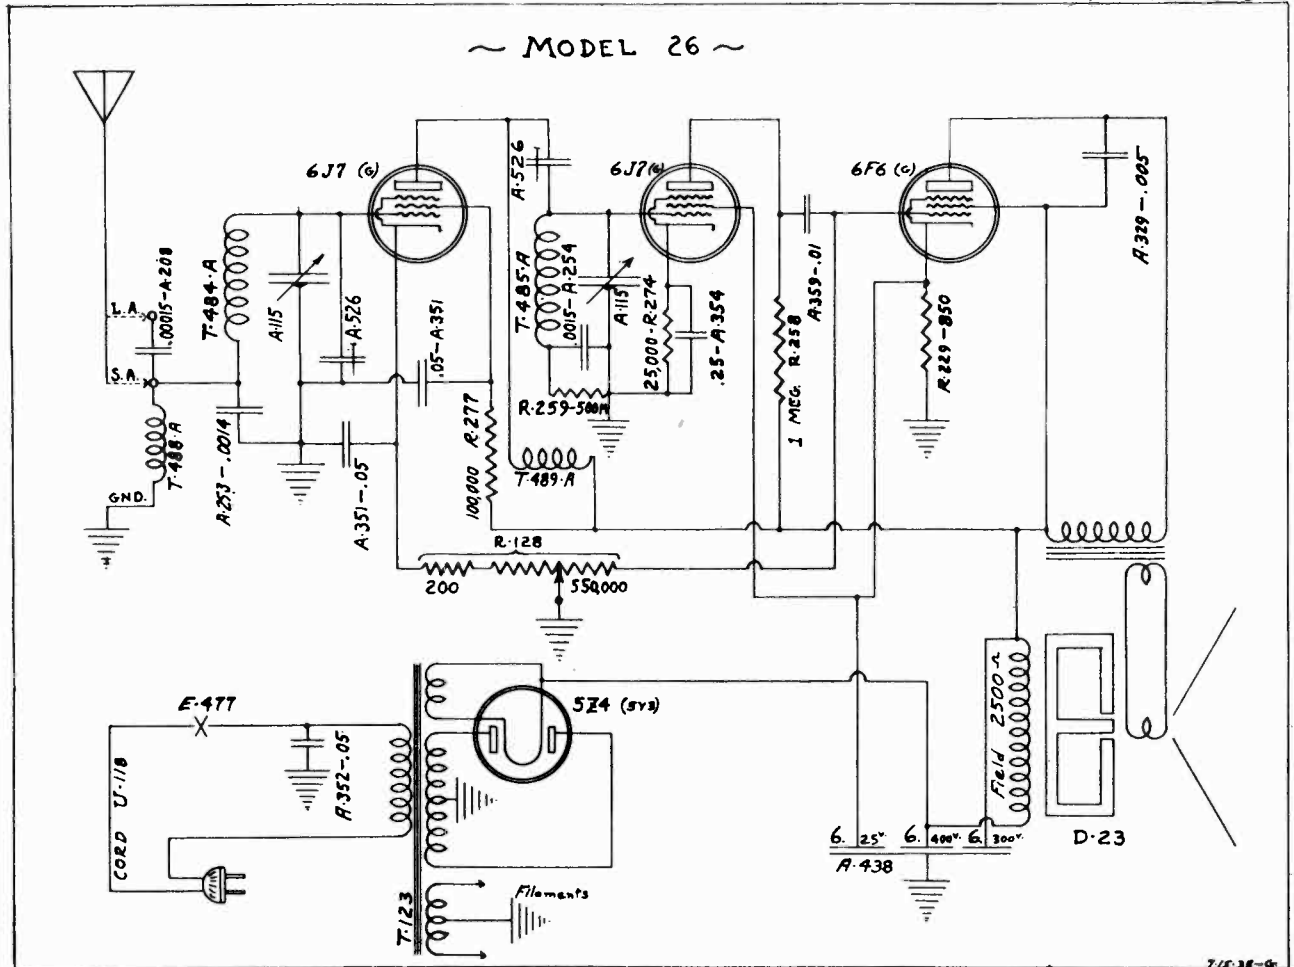 ~ MODEL 26 ~
6J7 (G)
A·526
6J7(G)
6F6 (G)
A·329-.005
L.A.
.00015-A·208
T·484·A
A·115
A·526
.05-A·351
T·485·A
.0015-A·254
A·115
25,000-R·274
.25-A·354
1 MEG. R·258
A·359-.01
R·229-850
S.A.
T·488·A
GND.
A·253-.0014
A·351-.05
100,000 R·277
R·259-500M
T·489·A
R·128
200
550,000
E·477
A·352-.05
CORD U·118
5Z4 (5Y3)
Field 2500Ω
D-23
6. 25V.
6. 400V.
6. 300V.
A·438
T·123
Filaments